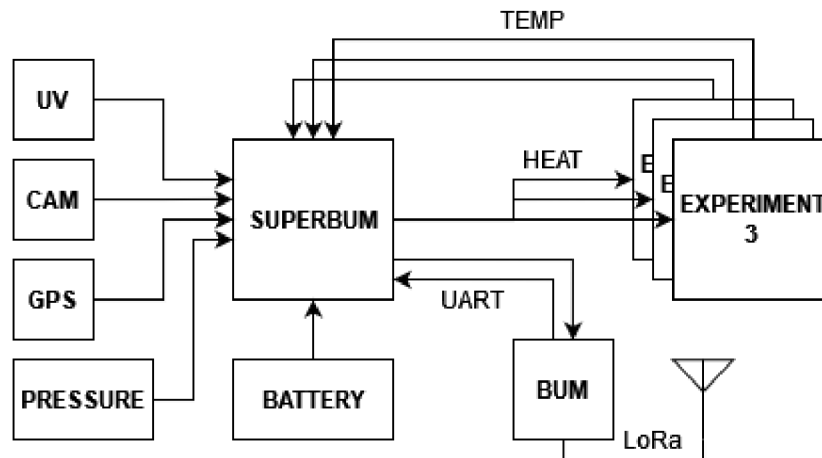 TEMP
UV
HEAT
E
CAM
E
SUPERBUM
EXPERIMENT
3
GPS
UART
PRESSURE
BATTERY
BUM
LoRa